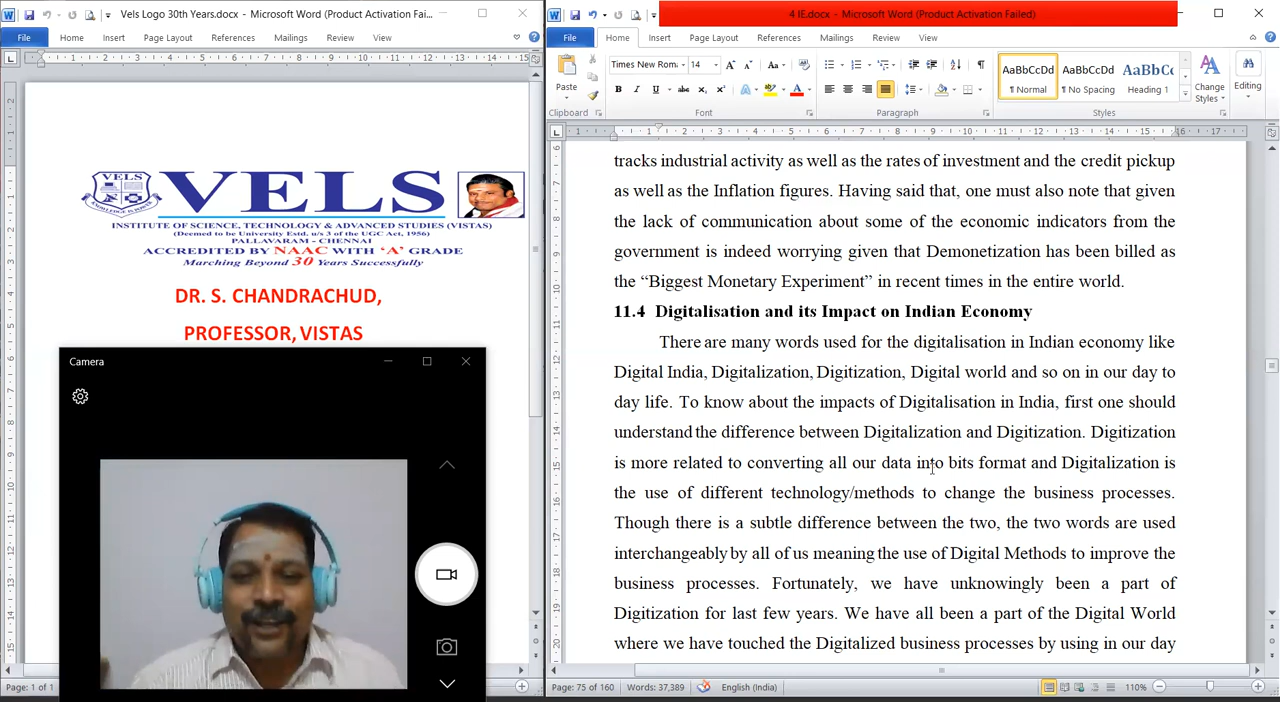 Vels Logo 30th Years.docx - Microsoft Word (Product Activation Fai...
File Home Insert Page Layout References Mailings Review View
VELS
VELS
INSTITUTE OF SCIENCE, TECHNOLOGY & ADVANCED STUDIES (VISTAS)
(Deemed to be University Estd. u/s 3 of the UGC Act, 1956)
PALLAVARAM - CHENNAI
ACCREDITED BY NAAC WITH ‘A’ GRADE
Marching Beyond 30 Years Successfully
DR. S. CHANDRACHUD,
PROFESSOR, VISTAS
Camera
Page: 1 of 1
4 IE.docx - Microsoft Word (Product Activation Failed)
File Home Insert Page Layout References Mailings Review View
Times New Rom 14
Paste
AaBbCcDd AaBbCcDd AaBbCc
¶ Normal ¶ No Spacing Heading 1
Change Styles
Editing
Clipboard Font Paragraph Styles
tracks industrial activity as well as the rates of investment and the credit pickup
as well as the Inflation figures. Having said that, one must also note that given
the lack of communication about some of the economic indicators from the
government is indeed worrying given that Demonetization has been billed as
the “Biggest Monetary Experiment” in recent times in the entire world.
11.4 Digitalisation and its Impact on Indian Economy
There are many words used for the digitalisation in Indian economy like
Digital India, Digitalization, Digitization, Digital world and so on in our day to
day life. To know about the impacts of Digitalisation in India, first one should
understand the difference between Digitalization and Digitization. Digitization
is more related to converting all our data into bits format and Digitalization is
the use of different technology/methods to change the business processes.
Though there is a subtle difference between the two, the two words are used
interchangeably by all of us meaning the use of Digital Methods to improve the
business processes. Fortunately, we have unknowingly been a part of
Digitization for last few years. We have all been a part of the Digital World
where we have touched the Digitalized business processes by using in our day
Page: 75 of 160 Words: 37,389 English (India) 110%